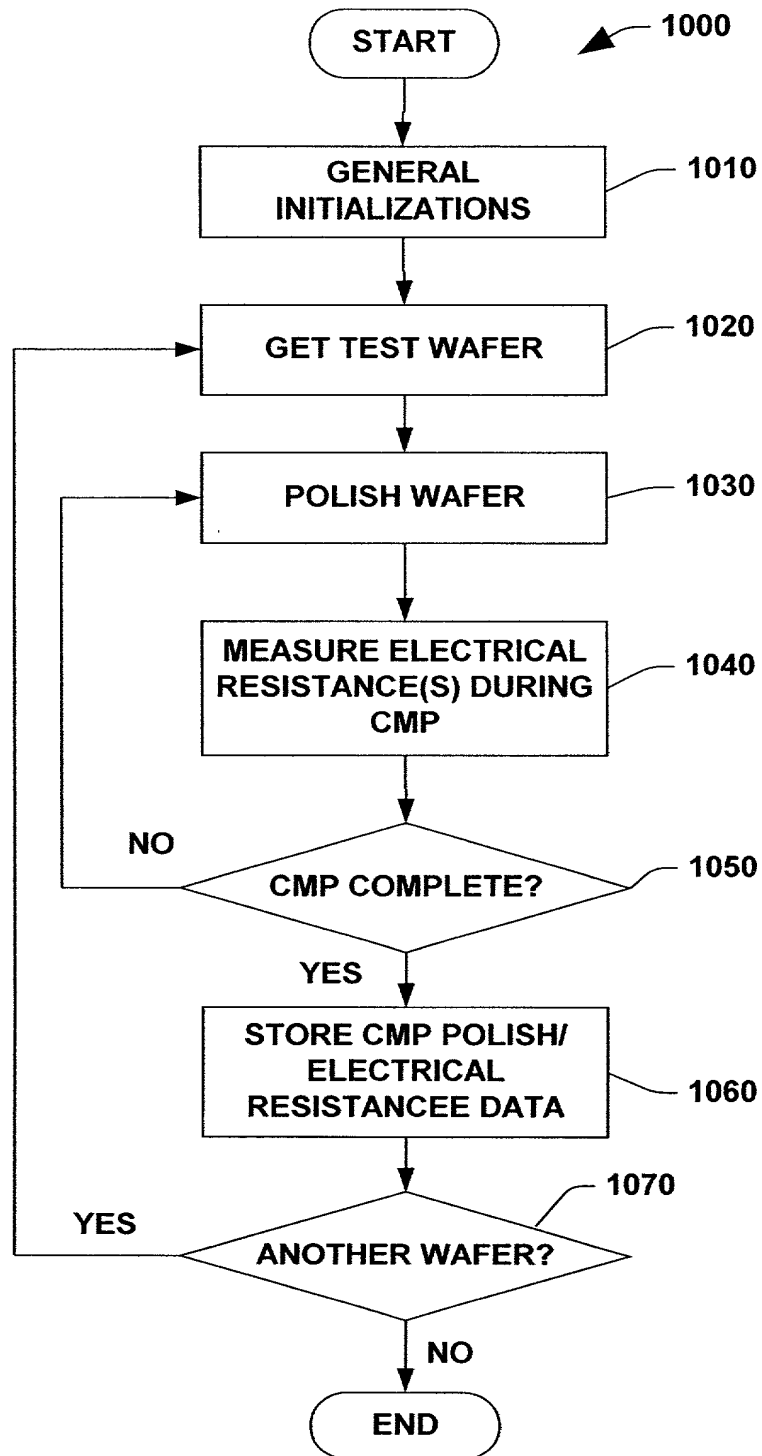 START
1000
GENERAL
INITIALIZATIONS
1010
GET TEST WAFER
1020
POLISH WAFER
1030
MEASURE ELECTRICAL
RESISTANCE(S) DURING
CMP
1040
NO
CMP COMPLETE?
1050
YES
STORE CMP POLISH/
ELECTRICAL
RESISTANCEE DATA
1060
1070
YES
ANOTHER WAFER?
NO
END